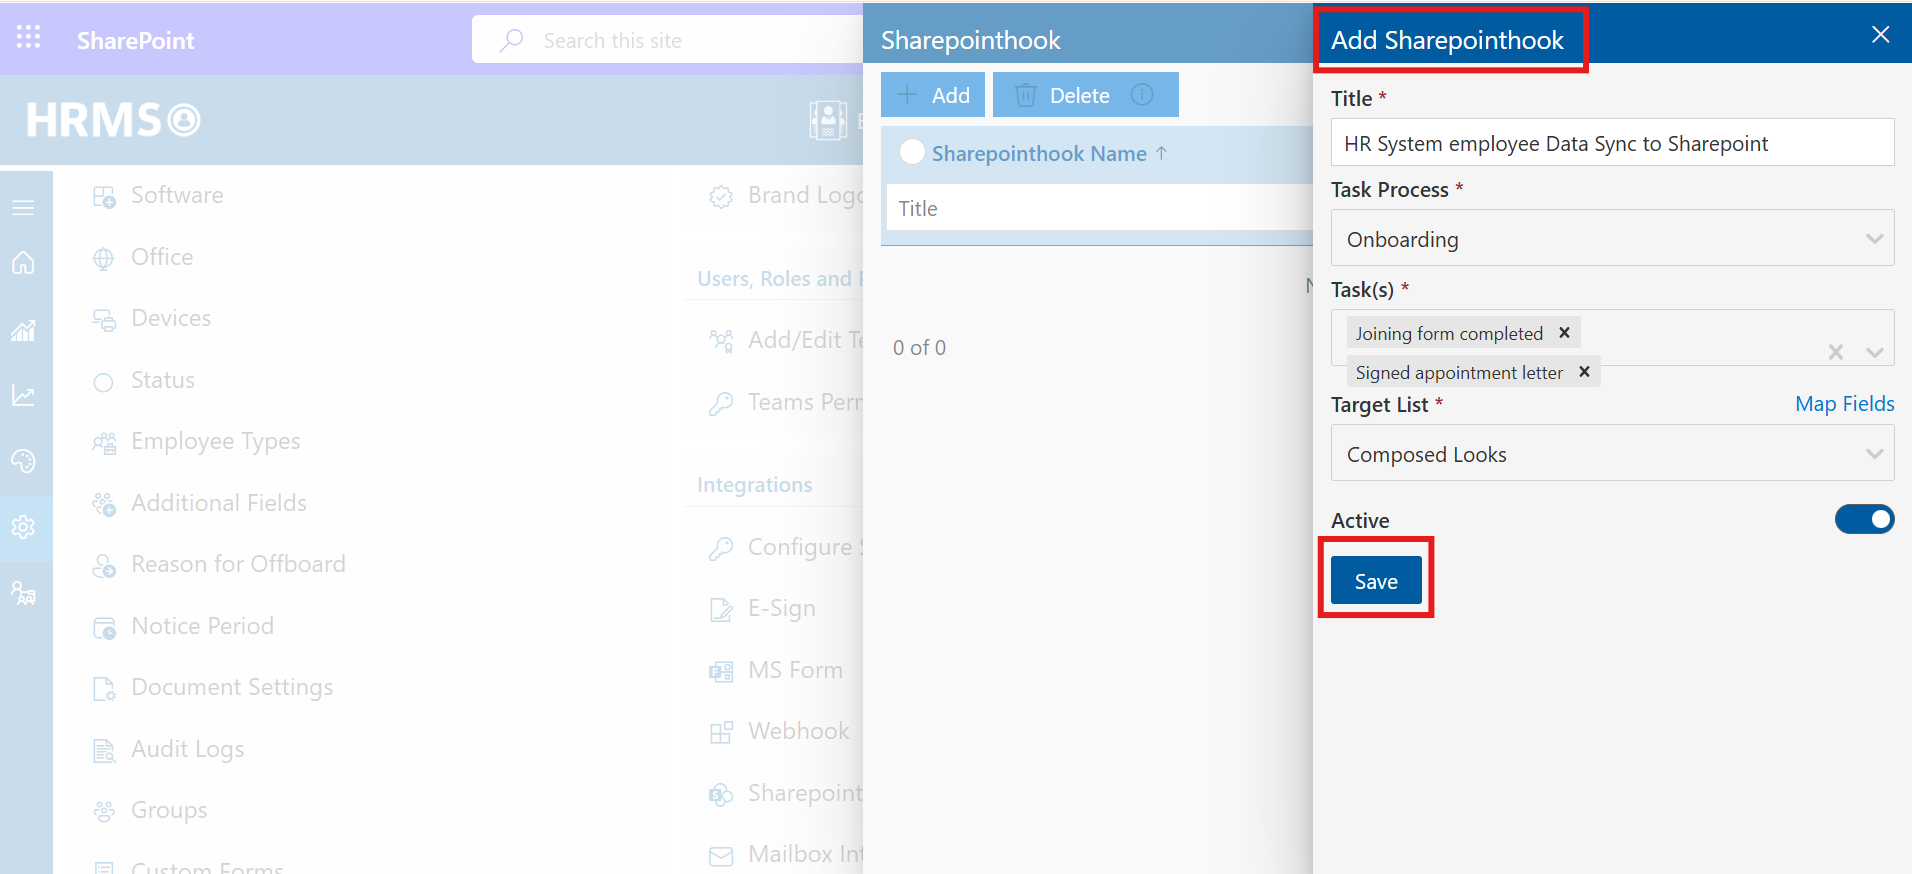 SharePoint
Search this site
HRMS
Software
Office
Devices
Status
Employee Types
Additional Fields
Reason for Offboard
Notice Period
Document Settings
Audit Logs
Groups
Custom Forms
Brand Logo
Users, Roles and
Add/Edit Te
Teams Perr
Integrations
Configure
E-Sign
MS Form
Webhook
Sharepoint
Mailbox Int
Sharepointhook
Add
Delete
Sharepointhook Name ↑
Title
0 of 0
Add Sharepointhook
Title *
HR System employee Data Sync to Sharepoint
Task Process *
Onboarding
Task(s) *
Joining form completed
Signed appointment letter
Target List *
Map Fields
Composed Looks
Active
Save